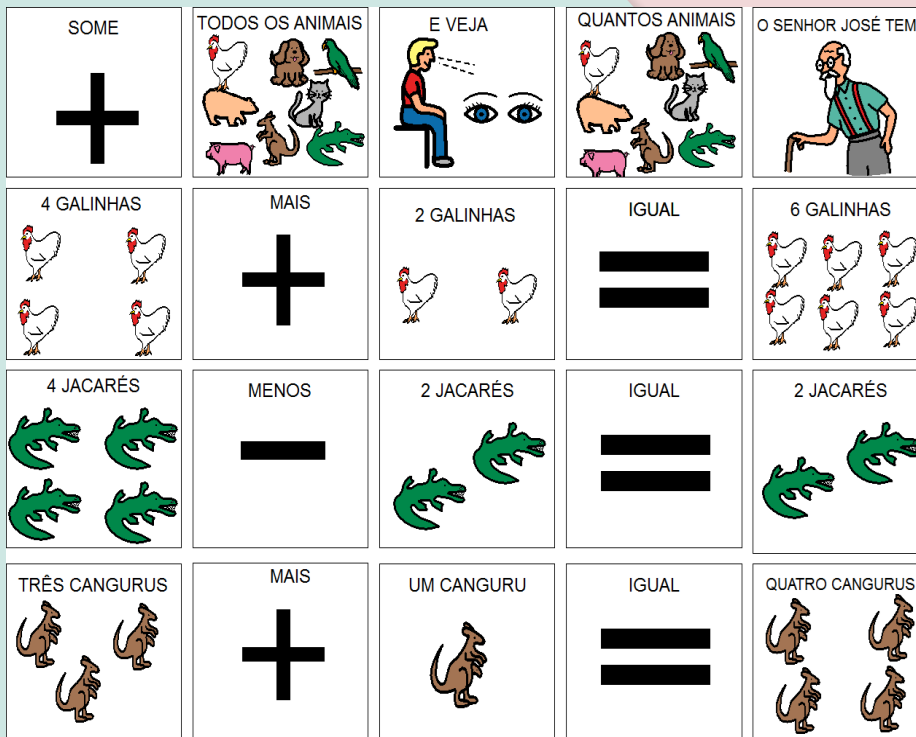 SOME
TODOS OS ANIMAIS
E VEJA
QUANTOS ANIMAIS
O SENHOR JOSÉ TEM
4 GALINHAS
MAIS
2 GALINHAS
IGUAL
6 GALINHAS
4 JACARÉS
MENOS
2 JACARÉS
IGUAL
2 JACARÉS
TRÊS CANGURUS
MAIS
UM CANGURU
IGUAL
QUATRO CANGURUS